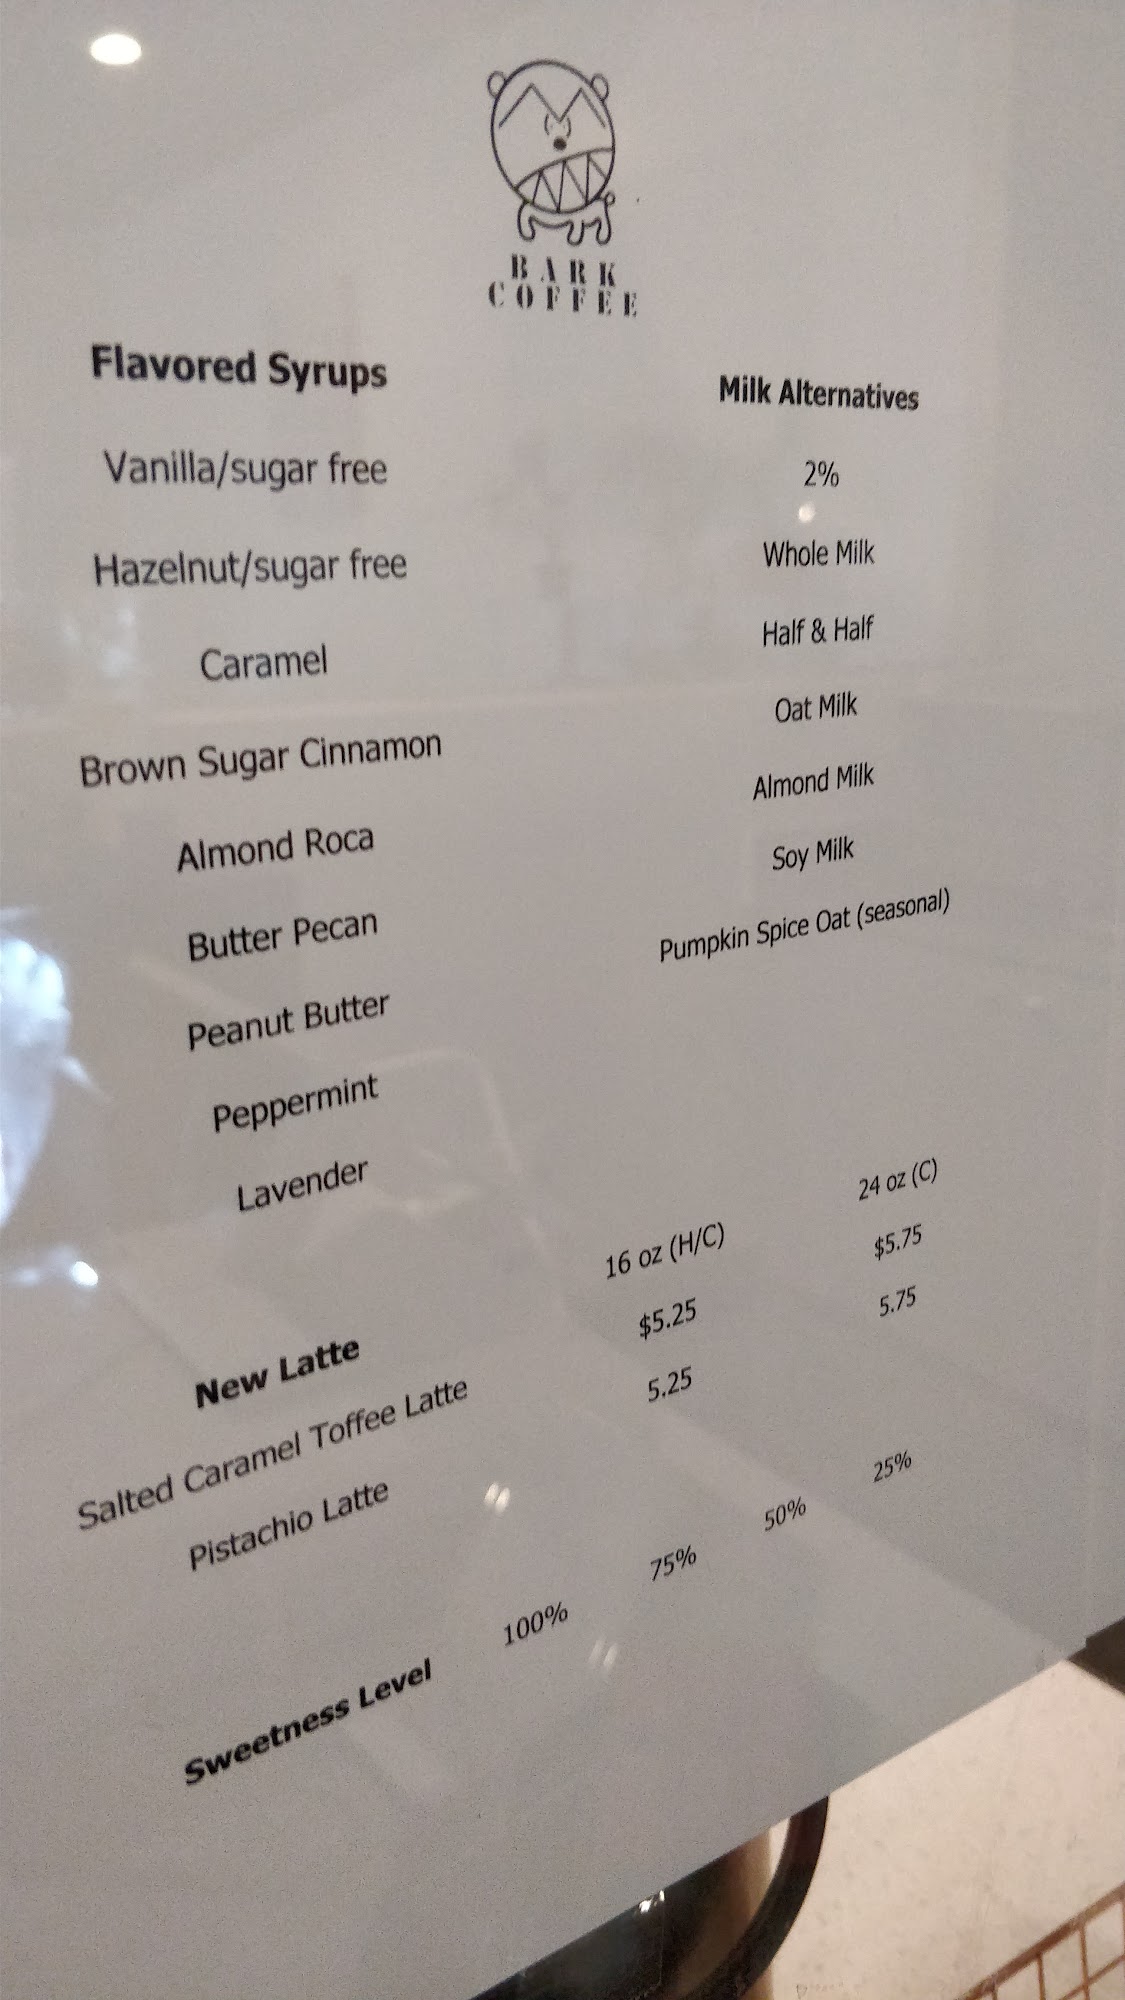 BARK
COFFEE
Flavored Syrups
Vanilla/sugar free
Hazelnut/sugar free
Caramel
Brown Sugar Cinnamon
Almond Roca
Butter Pecan
Peanut Butter
Peppermint
Lavender
Milk Alternatives
2%
Whole Milk
Half & Half
Oat Milk
Almond Milk
Soy Milk
Pumpkin Spice Oat (seasonal)
New Latte 16 oz (H/C) 24 oz (C)
Salted Caramel Toffee Latte $5.25 $5.75
Pistachio Latte 5.25 5.75
Sweetness Level 100% 75% 50% 25%